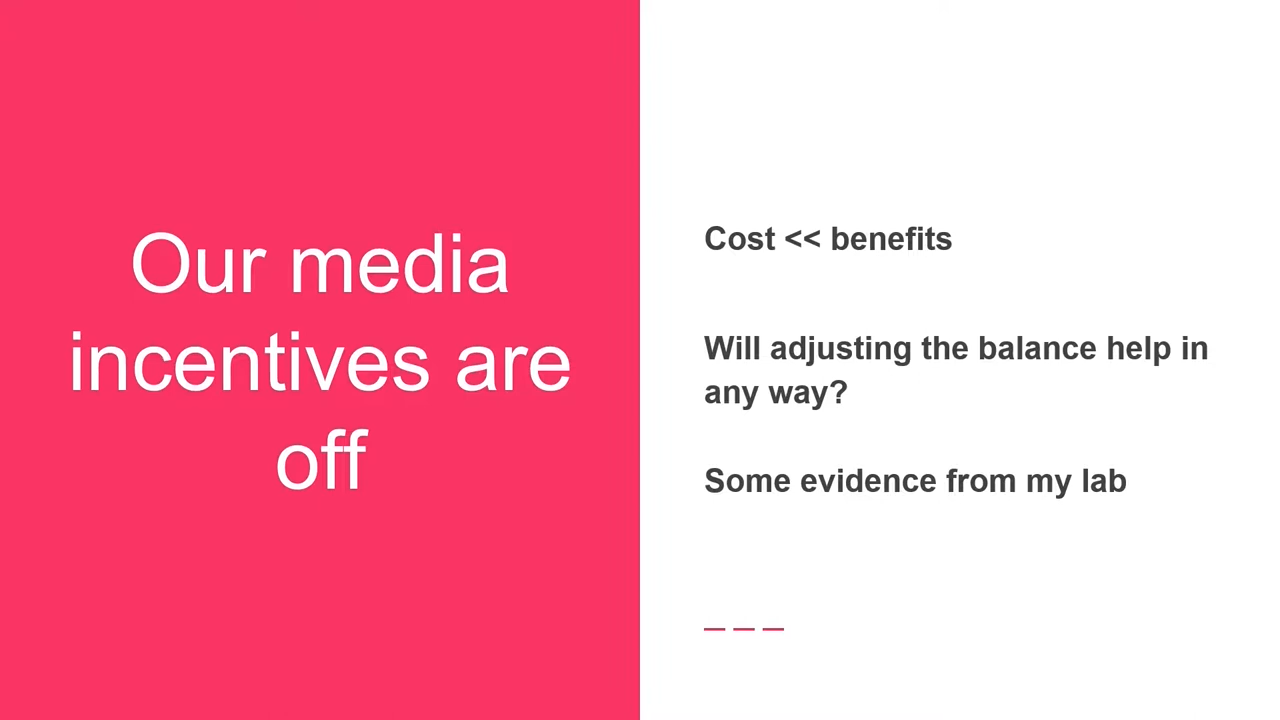 Our media
incentives are
off
Cost << benefits
Will adjusting the balance help in
any way?
Some evidence from my lab